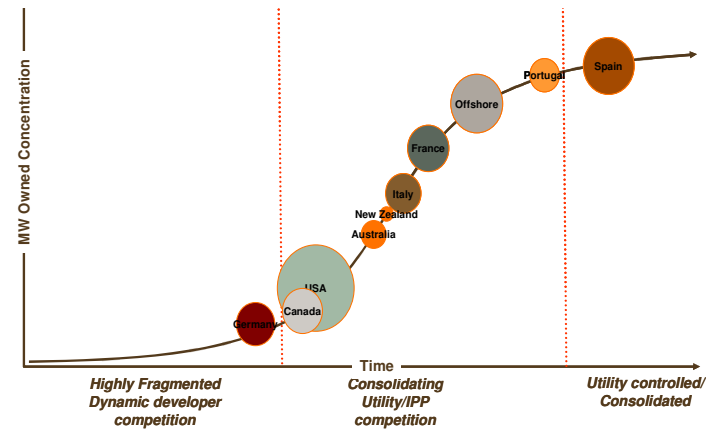 MW Owned Concentration
Portugal
Spain
Offshore
France
Italy
New Zealand
Australia
USA
Canada
Germany
Time
Highly Fragmented
Dynamic developer
competition
Consolidating
Utility/IPP
competition
Utility controlled/
Consolidated